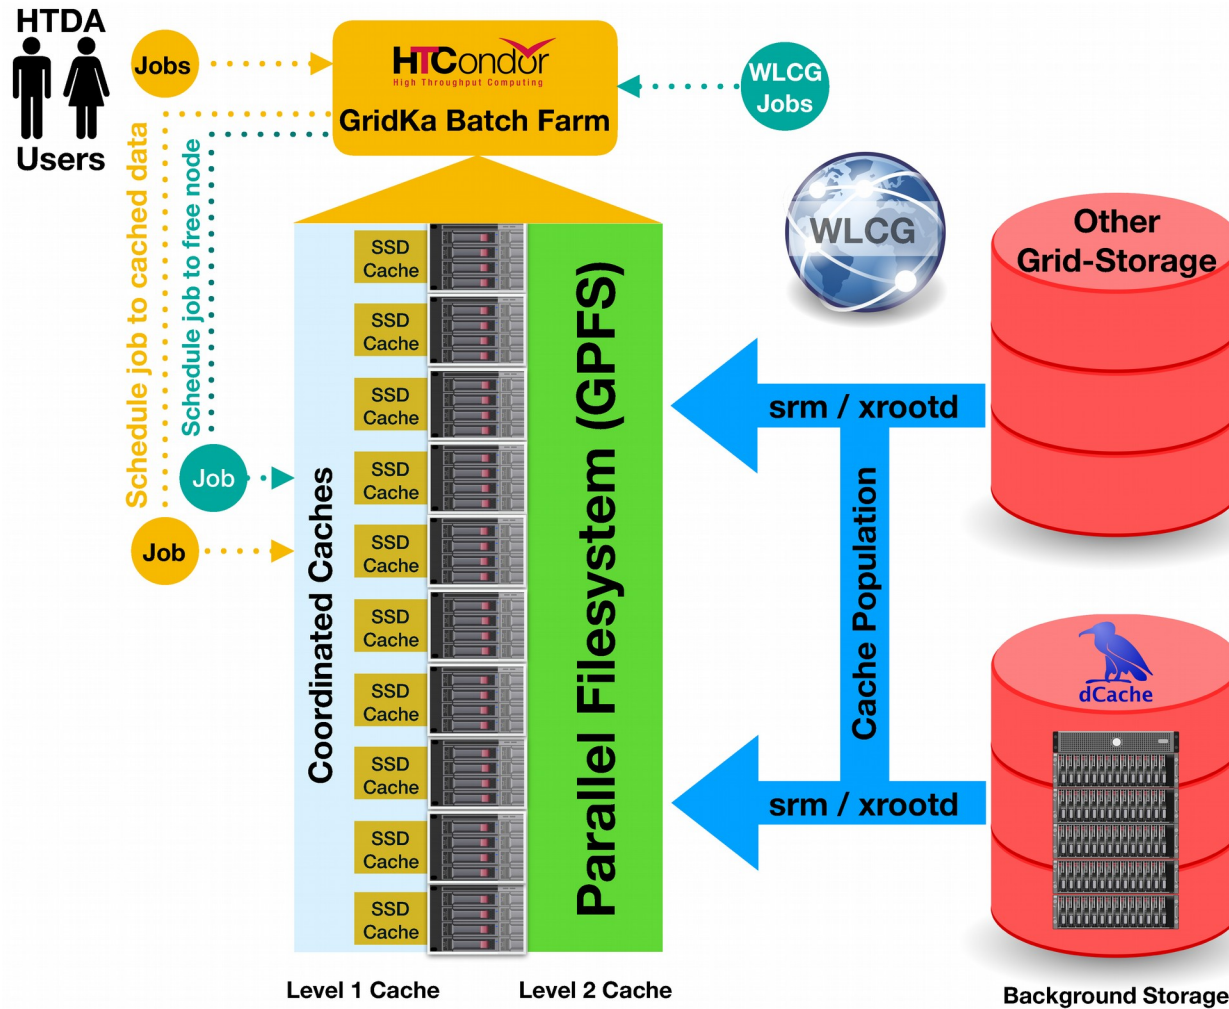 HTDA
Users
Jobs
HTCondor
High Throughput Computing
GridKa Batch Farm
WLCG
Jobs
Schedule job to cached data
Schedule job to free node
Job
Job
Coordinated Caches
SSD
Cache
SSD
Cache
SSD
Cache
SSD
Cache
SSD
Cache
SSD
Cache
SSD
Cache
SSD
Cache
SSD
Cache
SSD
Cache
Parallel Filesystem (GPFS)
WLCG
Other
Grid-Storage
srm / xrootd
Cache Population
srm / xrootd
dCache
Level 1 Cache
Level 2 Cache
Background Storage